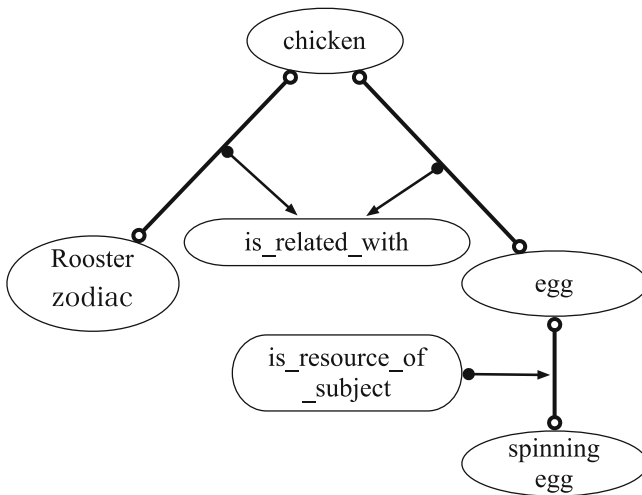 chicken
is_related_with
Rooster
zodiac
egg
is_resource_of
_subject
spinning
egg